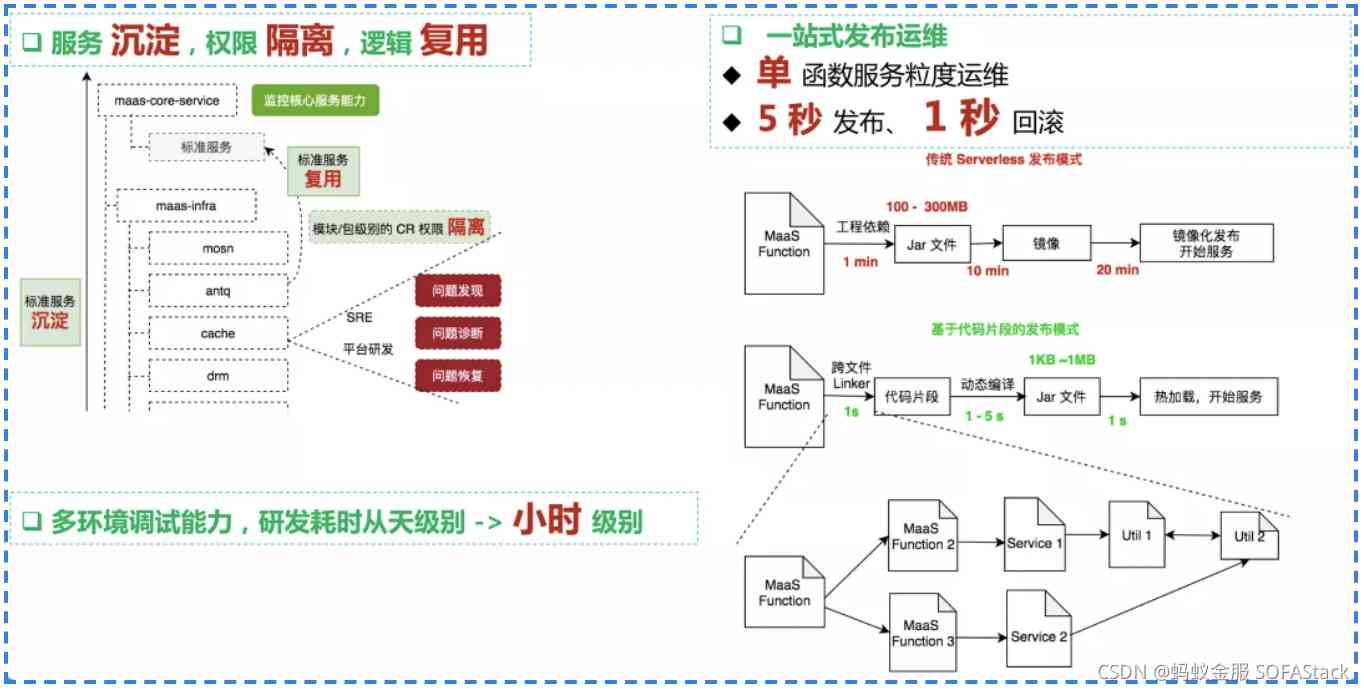 服务 沉淀，权限 隔离，逻辑 复用
maas-core-service
监控核心服务能力
标准服务
标准服务
复用
maas-infra
模块/包级别的 CR 权限 隔离
mosn
antq
cache
drm
标准服务
沉淀
SRE
平台研发
问题发现
问题诊断
问题恢复
多环境调试能力，研发耗时从天级别 -> 小时 级别
一站式发布运维
单 函数服务粒度运维
5 秒 发布、 1 秒 回滚
传统 Serverless 发布模式
MaaS
Function
工程依赖
1 min
100 - 300MB
Jar 文件
10 min
镜像
20 min
镜像化发布
开始服务
基于代码片段的发布模式
MaaS
Function
跨文件
Linker
1s
代码片段
动态编译
1 - 5 s
1KB ~1MB
Jar 文件
1 s
热加载，开始服务
MaaS
Function
MaaS
Function 2
Service 1
Util 1
Util 2
MaaS
Function 3
Service 2
CSDN @蚂蚁金服 SOFAStack